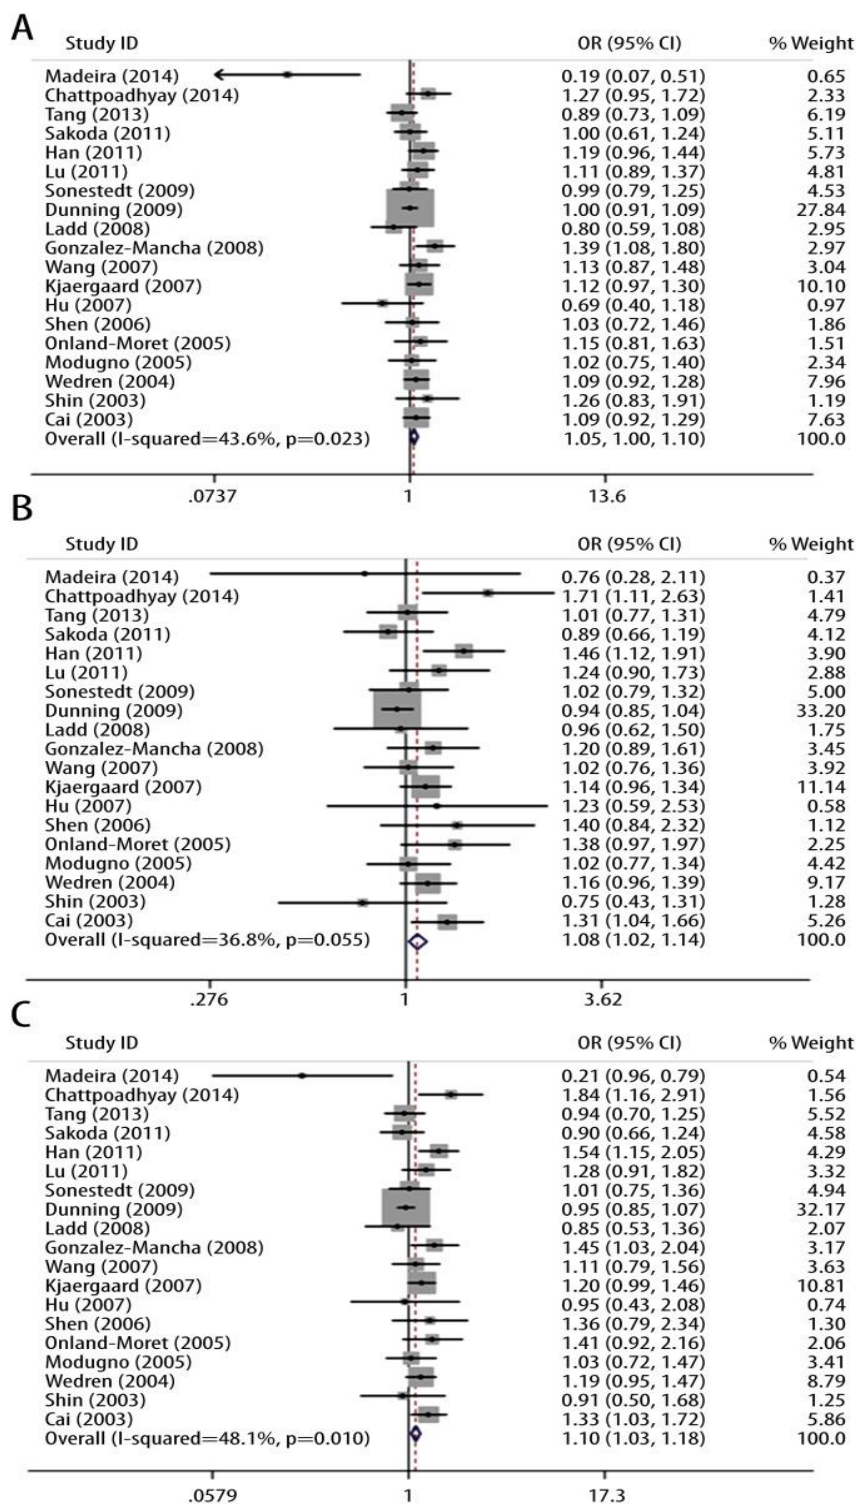 A
Study ID OR (95% CI) % Weight
Madeira (2014) 0.19 (0.07, 0.51) 0.65
Chattpoadhyay (2014) 1.27 (0.95, 1.72) 2.33
Tang (2013) 0.89 (0.73, 1.09) 6.19
Sakoda (2011) 1.00 (0.61, 1.24) 5.11
Han (2011) 1.19 (0.96, 1.44) 5.73
Lu (2011) 1.11 (0.89, 1.37) 4.81
Sonestedt (2009) 0.99 (0.79, 1.25) 4.53
Dunning (2009) 1.00 (0.91, 1.09) 27.84
Ladd (2008) 0.80 (0.59, 1.08) 2.95
Gonzalez-Mancha (2008) 1.39 (1.08, 1.80) 2.97
Wang (2007) 1.13 (0.87, 1.48) 3.04
Kjaergaard (2007) 1.12 (0.97, 1.30) 10.10
Hu (2007) 0.69 (0.40, 1.18) 0.97
Shen (2006) 1.03 (0.72, 1.46) 1.86
Onland-Moret (2005) 1.15 (0.81, 1.63) 1.51
Modugno (2005) 1.02 (0.75, 1.40) 2.34
Wedren (2004) 1.09 (0.92, 1.28) 7.96
Shin (2003) 1.26 (0.83, 1.91) 1.19
Cai (2003) 1.09 (0.92, 1.29) 7.63
Overall (I-squared=43.6%, p=0.023) 1.05, 1.00, 1.10) 100.0
.0737 1 13.6
B
Study ID OR (95% CI) % Weight
Madeira (2014) 0.76 (0.28, 2.11) 0.37
Chattpoadhyay (2014) 1.71 (1.11, 2.63) 1.41
Tang (2013) 1.01 (0.77, 1.31) 4.79
Sakoda (2011) 0.89 (0.66, 1.19) 4.12
Han (2011) 1.46 (1.12, 1.91) 3.90
Lu (2011) 1.24 (0.90, 1.73) 2.88
Sonestedt (2009) 1.02 (0.79, 1.32) 5.00
Dunning (2009) 0.94 (0.85, 1.04) 33.20
Ladd (2008) 0.96 (0.62, 1.50) 1.75
Gonzalez-Mancha (2008) 1.20 (0.89, 1.61) 3.45
Wang (2007) 1.02 (0.76, 1.36) 3.92
Kjaergaard (2007) 1.14 (0.96, 1.34) 11.14
Hu (2007) 1.23 (0.59, 2.53) 0.58
Shen (2006) 1.40 (0.84, 2.32) 1.12
Onland-Moret (2005) 1.38 (0.97, 1.97) 2.25
Modugno (2005) 1.02 (0.77, 1.34) 4.42
Wedren (2004) 1.16 (0.96, 1.39) 9.17
Shin (2003) 0.75 (0.43, 1.31) 1.28
Cai (2003) 1.31 (1.04, 1.66) 5.26
Overall (I-squared=36.8%, p=0.055) 1.08 (1.02, 1.14) 100.0
.276 1 3.62
C
Study ID OR (95% CI) % Weight
Madeira (2014) 0.21 (0.96, 0.79) 0.54
Chattpoadhyay (2014) 1.84 (1.16, 2.91) 1.56
Tang (2013) 0.94 (0.70, 1.25) 5.52
Sakoda (2011) 0.90 (0.66, 1.24) 4.58
Han (2011) 1.54 (1.15, 2.05) 4.29
Lu (2011) 1.28 (0.91, 1.82) 3.32
Sonestedt (2009) 1.01 (0.75, 1.36) 4.94
Dunning (2009) 0.95 (0.85, 1.07) 32.17
Ladd (2008) 0.85 (0.53, 1.36) 2.07
Gonzalez-Mancha (2008) 1.45 (1.03, 2.04) 3.17
Wang (2007) 1.11 (0.79, 1.56) 3.63
Kjaergaard (2007) 1.20 (0.99, 1.46) 10.81
Hu (2007) 0.95 (0.43, 2.08) 0.74
Shen (2006) 1.36 (0.79, 2.34) 1.30
Onland-Moret (2005) 1.41 (0.92, 2.16) 2.06
Modugno (2005) 1.03 (0.72, 1.47) 3.41
Wedren (2004) 1.19 (0.95, 1.47) 8.79
Shin (2003) 0.91 (0.50, 1.68) 1.25
Cai (2003) 1.33 (1.03, 1.72) 5.86
Overall (I-squared=48.1%, p=0.010) 1.10 (1.03, 1.18) 100.0
.0579 1 17.3